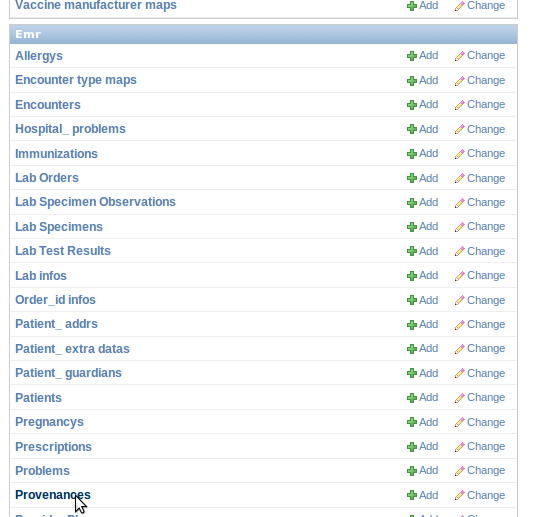 Vaccine manufacturer maps Add Change
Emr
Allergys Add Change
Encounter type maps Add Change
Encounters Add Change
Hospital_ problems Add Change
Immunizations Add Change
Lab Orders Add Change
Lab Specimen Observations Add Change
Lab Specimens Add Change
Lab Test Results Add Change
Lab infos Add Change
Order_id infos Add Change
Patient_ addrs Add Change
Patient_ extra datas Add Change
Patient_ guardians Add Change
Patients Add Change
Pregnancys Add Change
Prescriptions Add Change
Problems Add Change
Provenances Add Change